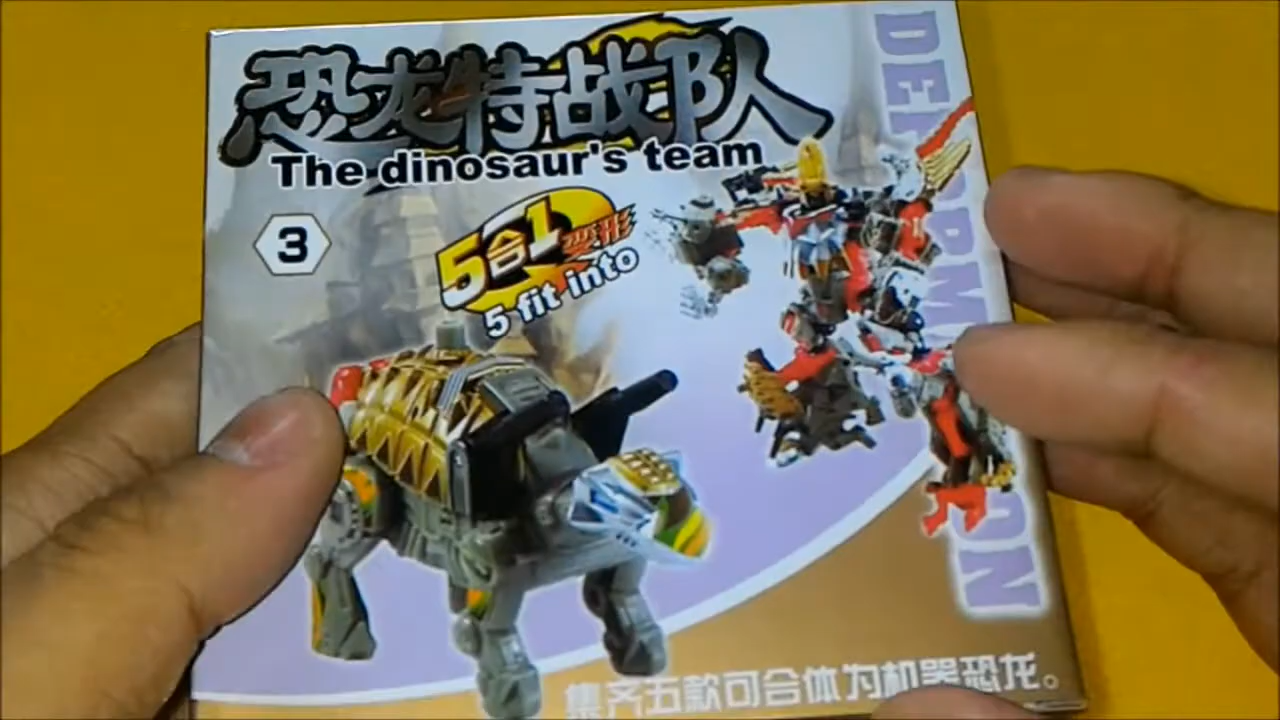 恐龙特战队
The dinosaur's team
3
5合1变形
5 fit into
集齐五款可合体为机器恐龙。